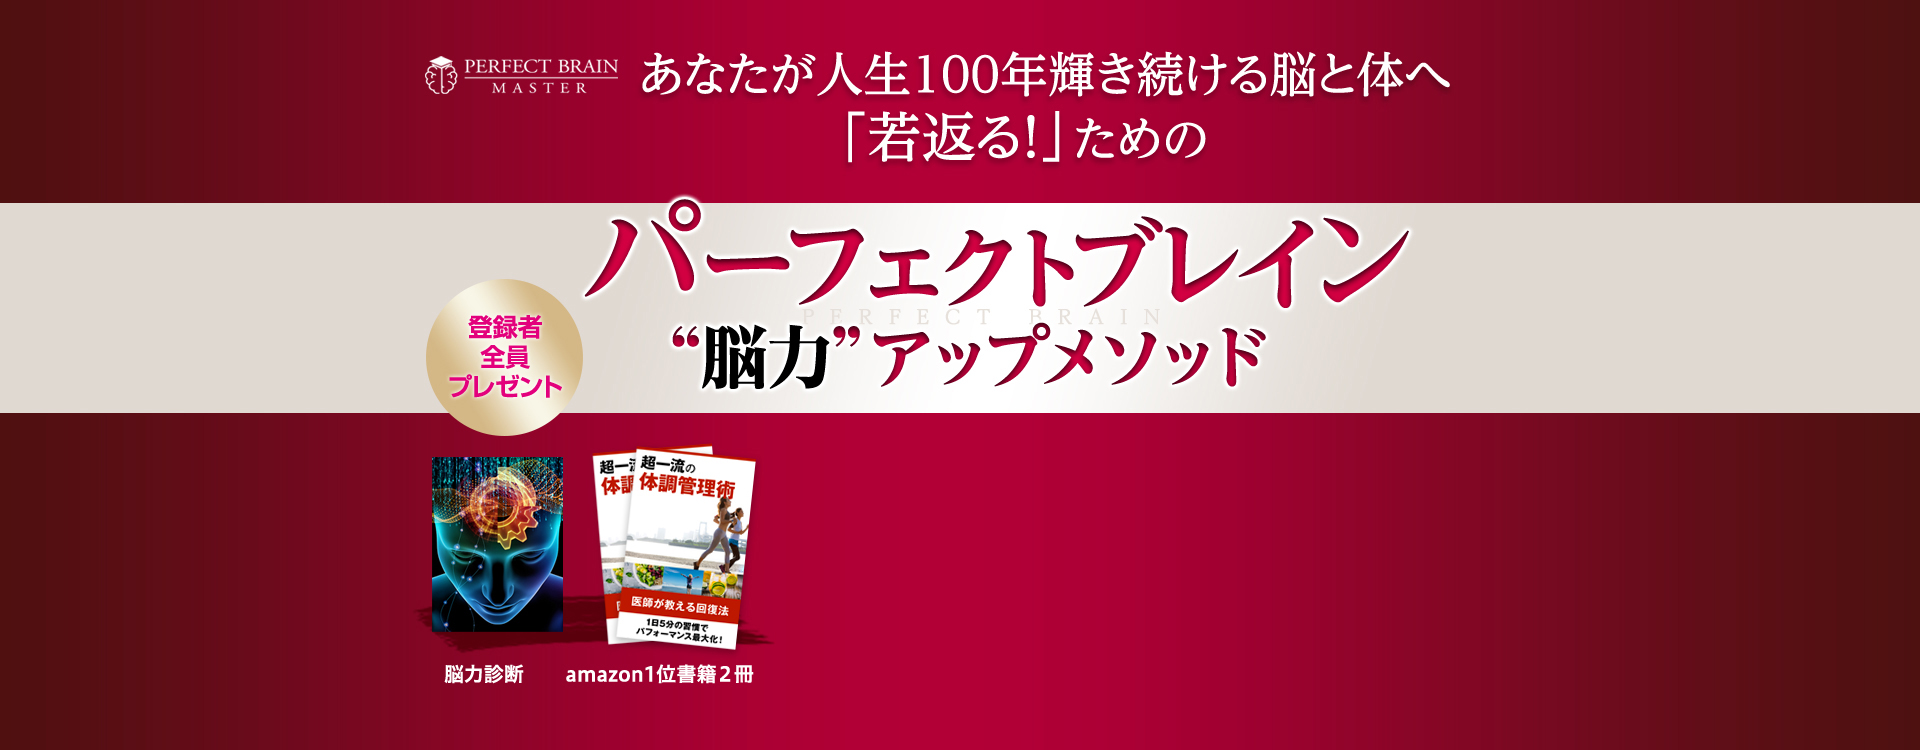 PERFECT BRAIN
MASTER
あなたが人生100年輝き続ける脳と体へ
「若返る!」ための
パーフェクトブレイン
PERFECT BRAIN
“脳力”アップメソッド
登録者
全員
プレゼント
超一流の
体調管理術
医師が教える回復法
1日5分の習慣で
パフォーマンス最大化!
超一
体調
脳力診断
amazon1位書籍2冊